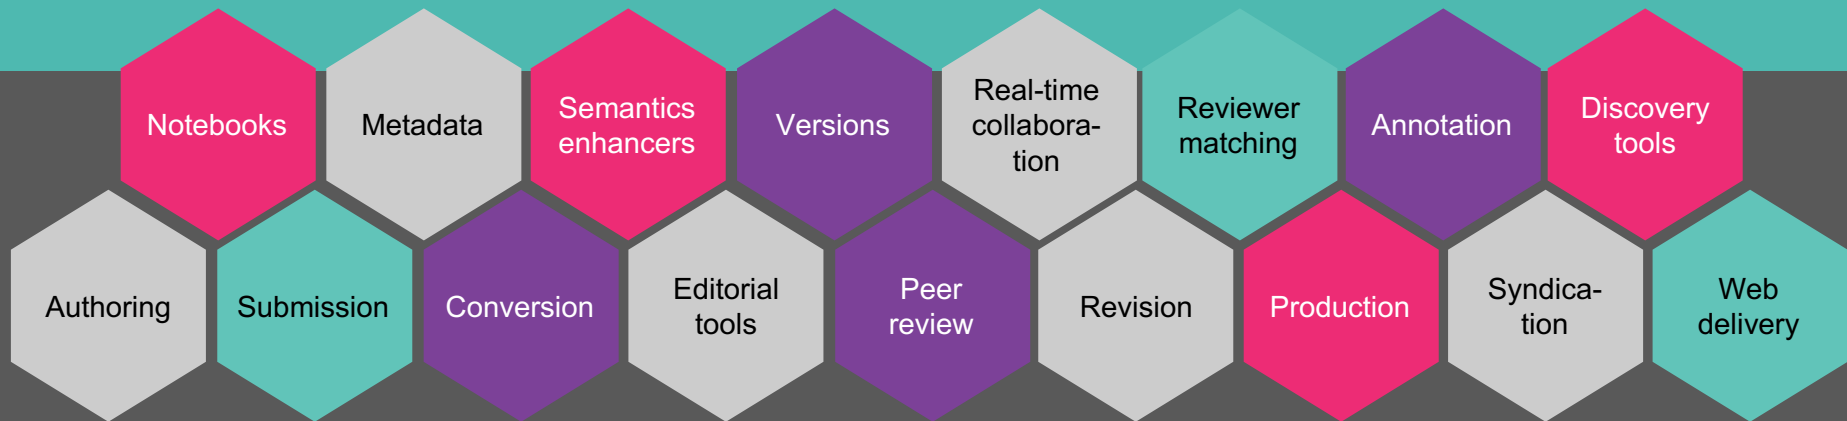 Notebooks
Metadata
Semantics
enhancers
Versions
Real-time
collabora-
tion
Reviewer
matching
Annotation
Discovery
tools
Authoring
Submission
Conversion
Editorial
tools
Peer
review
Revision
Production
Syndica-
tion
Web
delivery